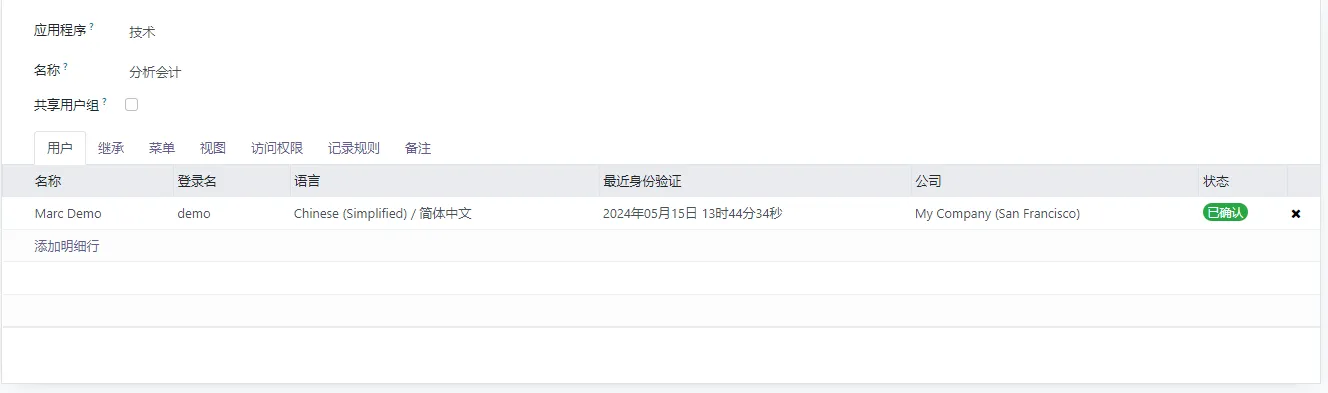 应用程序 ? 技术
名称 ? 分析会计
共享用户组 ?
用户 继承 菜单 视图 访问权限 记录规则 备注
名称 登录名 语言 最近身份验证 公司 状态
Marc Demo demo Chinese (Simplified) / 简体中文 2024年05月15日 13时44分34秒 My Company (San Francisco) 已确认
添加明细行